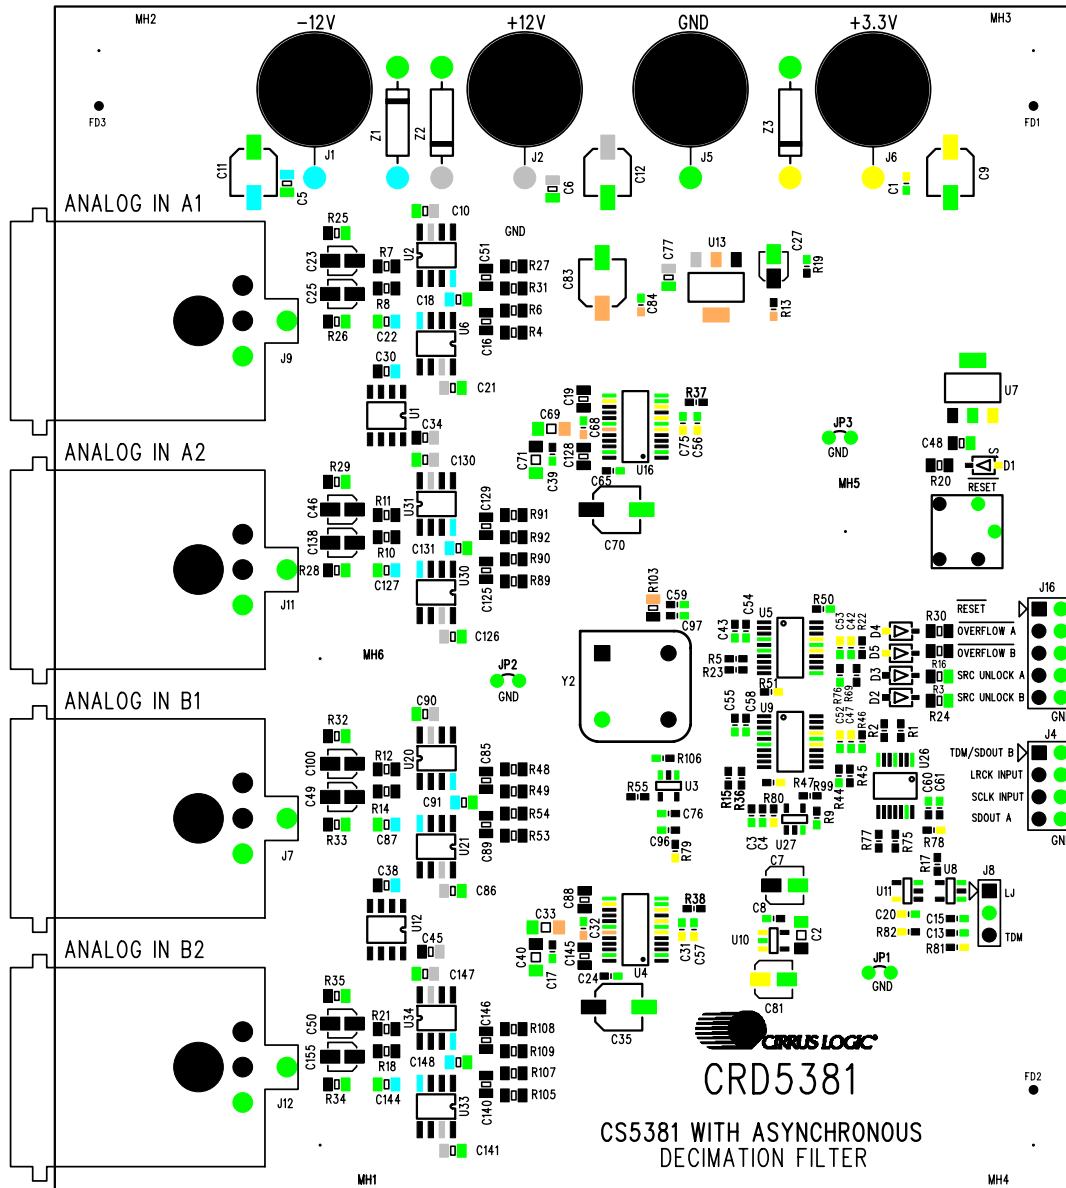 MH2
-12V
+12V
GND
+3.3V
MH3
FD3
FD1
Z1
Z2
Z3
J1
J2
J5
J6
C11
C5
C6
C12
C1
C9
ANALOG IN A1
R25
C10
GND
C23
R7
U2
C51
R27
C83
C77
U13
C27
R19
C25
R8
C18
R31
C84
R13
R6
R26
C22
U6
C16
R4
J9
C30
C21
U1
C19
R37
U7
C34
C69
C68
C75
C56
JP3
GND
C48
ANALOG IN A2
C130
C71
C39
C128
U16
C65
S
D1
R20
RESET
MH5
R29
C46
R11
U31
C129
R91
C70
C138
R10
C131
R92
R90
R28
C127
U30
C125
R89
J11
R103
C59
C97
C126
MH6
JP2
GND
Y2
C43
C54
U5
R50
C53
C42
R22
R5
R23
R51
R76
R69
D4
D5
D3
D2
R30
R16
R3
R24
J16
RESET
OVERFLOW A
OVERFLOW B
SRC UNLOCK A
SRC UNLOCK B
GN
ANALOG IN B1
C90
C55
C58
U9
C52
C47
R46
R2
R1
J4
R32
C100
R12
U20
C85
R48
R106
U3
R55
R15
R36
R47
R99
R44
R45
U26
C60
C61
TDM/SDOUT B
LRCK INPUT
SCLK INPUT
SDOUT A
GN
C49
R14
C91
R49
R54
C76
R80
R9
R33
C87
U21
C89
R53
C96
R79
C3
C4
U27
R77
R75
R78
J7
C38
C86
C7
R17
U8
J8
U11
LJ
U12
C88
R38
C8
C20
C15
C33
C32
C31
C57
U10
C2
R82
C13
R81
TDM
ANALOG IN B2
C45
C40
C17
C145
U4
C24
JP1
GND
C147
R35
C81
C50
R21
U34
C146
R108
C35
C155
R18
C148
R109
R107
CIRRUS LOGIC®
CRD5381
R34
C144
U33
C140
R105
FD2
J12
C141
CS5381 WITH ASYNCHRONOUS
DECIMATION FILTER
MH1
MH4